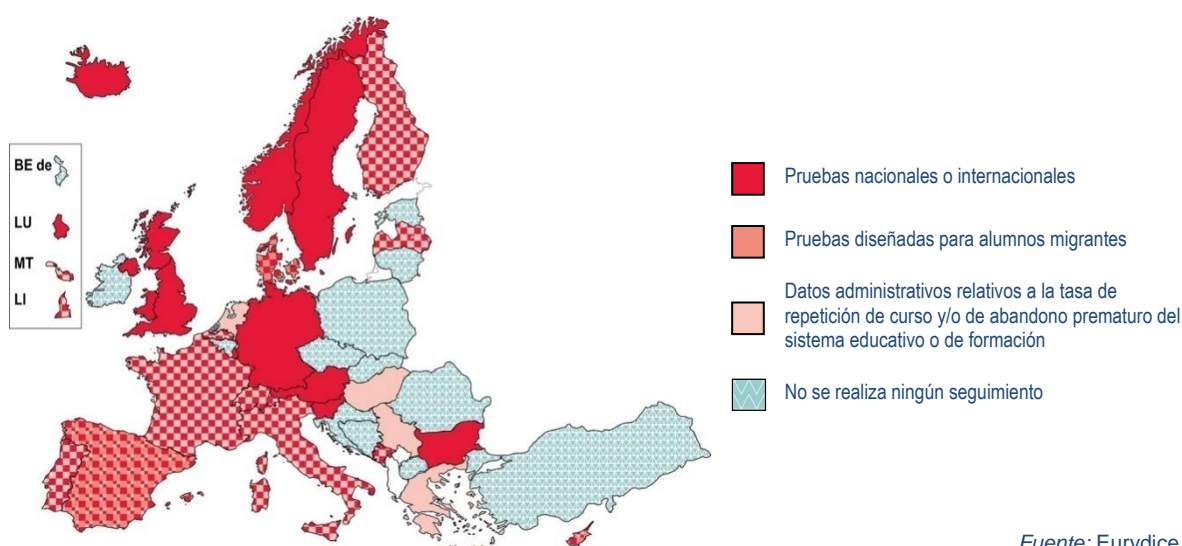 BE de
LU
MT
LI
Pruebas nacionales o internacionales
Pruebas diseñadas para alumnos migrantes
Datos administrativos relativos a la tasa de
repetición de curso y/o de abandono prematuro del
sistema educativo o de formación
No se realiza ningún seguimiento
Fuente: Eurydice